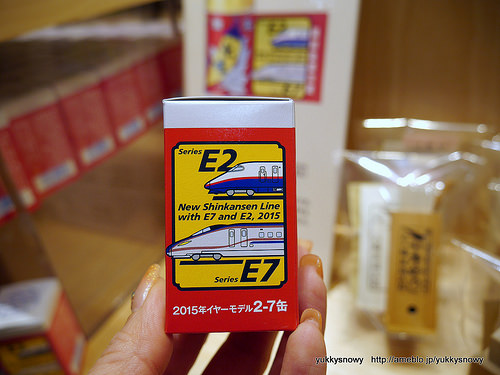 Series E2
New Shinkansen Line
with E7 and E2, 2015
Series E7
2015年イヤーモデル2-7缶
yukkysnowy http://ameblo.jp/yukkysnowy